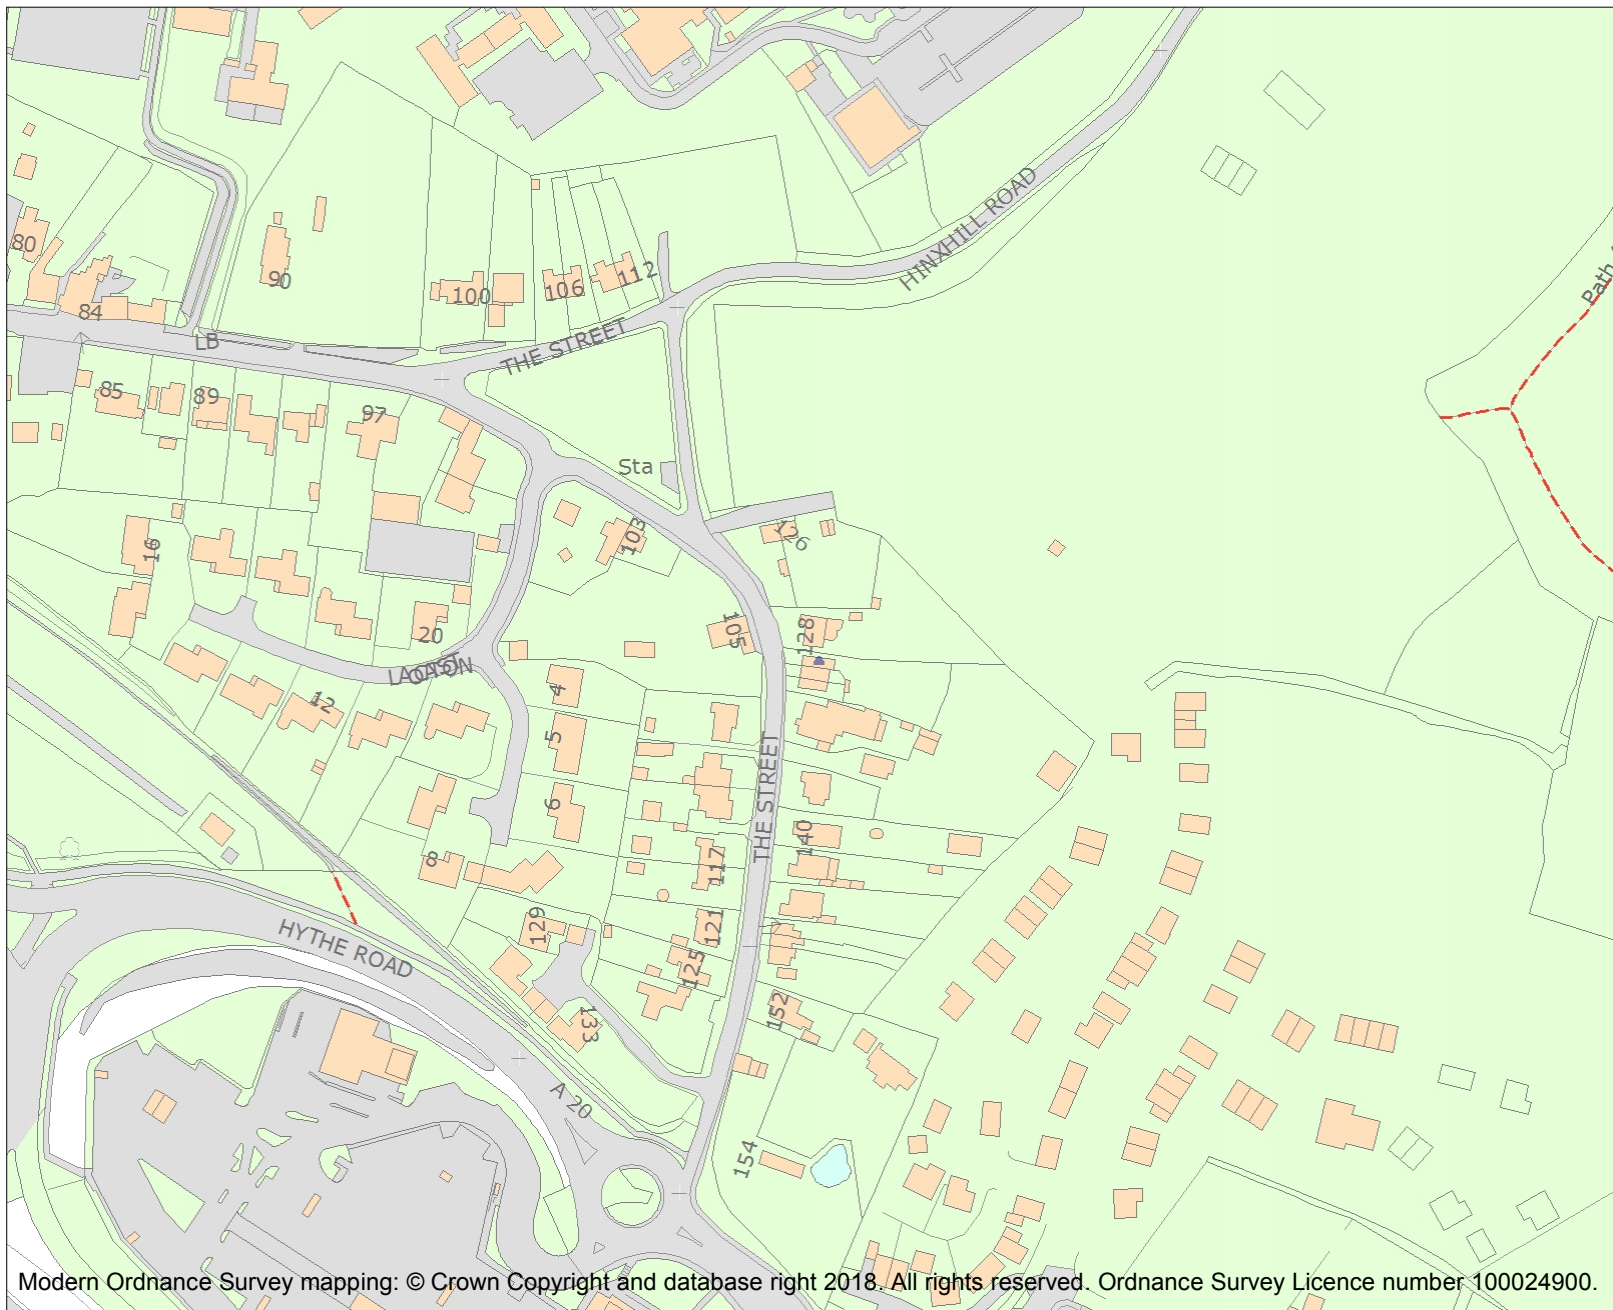 HINXHILL ROAD
Path
80
90
84
100
106
112
LB
THE STREET
85
89
97
Sta
103
126
16
105
128
20
LACTON
12
4
5
6
THE STREET
140
8
117
129
121
125
HYTHE ROAD
133
152
A 20
154
Modern Ordnance Survey mapping: © Crown Copyright and database right 2018. All rights reserved. Ordnance Survey Licence number 100024900.